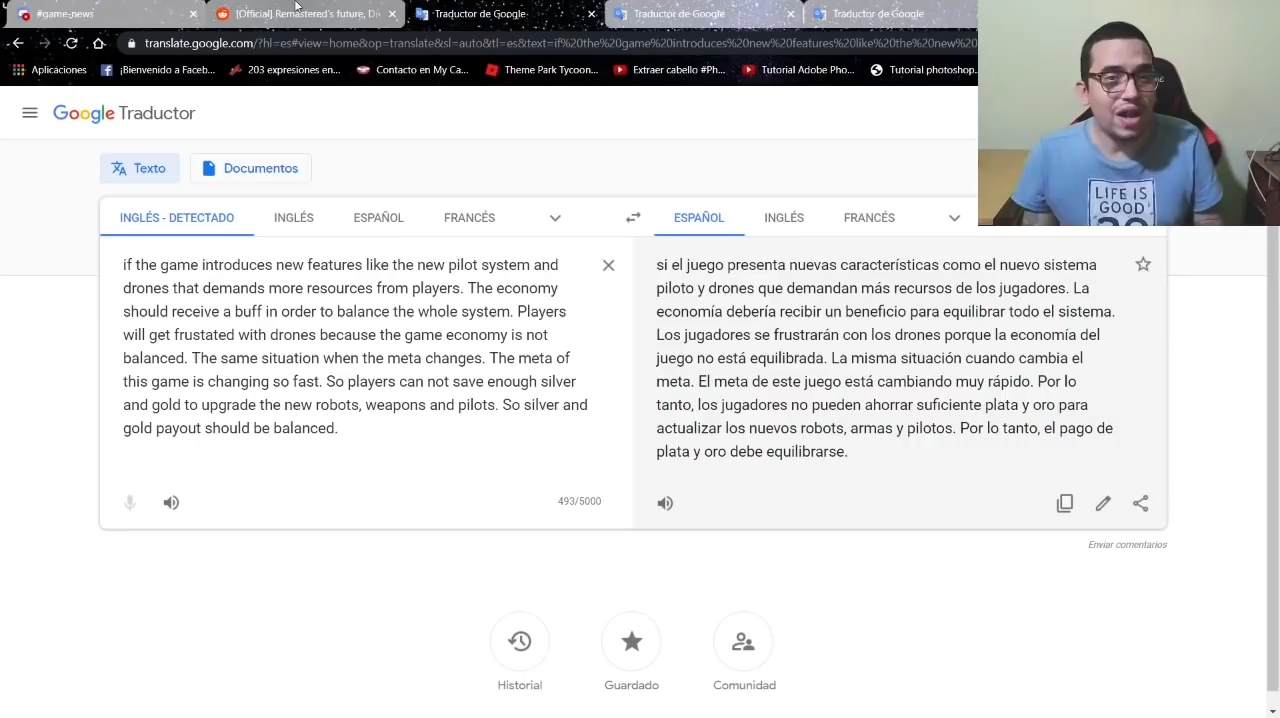 #game_news
[Official] Remastered's future, Di
Traductor de Google
Traductor de Google
Traductor de Google
translate.google.com/?hl=es#view=home&op=translate&sl=auto&tl=es&text=if%20the%20game%20introduces%20new%20features%20like%20the%20new%20
Aplicaciones
¡Bienvenido a Faceb...
203 expresiones en...
Contacto en My Ca...
Theme Park Tycoon...
Extraer cabello #Ph...
Tutorial Adobe Pho...
Tutorial photoshop...
Google Traductor
Texto
Documentos
INGLÉS - DETECTADO
INGLÉS
ESPAÑOL
FRANCÉS
ESPAÑOL
INGLÉS
FRANCÉS
if the game introduces new features like the new pilot system and
drones that demands more resources from players. The economy
should receive a buff in order to balance the whole system. Players
will get frustated with drones because the game economy is not
balanced. The same situation when the meta changes. The meta of
this game is changing so fast. So players can not save enough silver
and gold to upgrade the new robots, weapons and pilots. So silver and
gold payout should be balanced.
493/5000
si el juego presenta nuevas características como el nuevo sistema
piloto y drones que demandan más recursos de los jugadores. La
economía debería recibir un beneficio para equilibrar todo el sistema.
Los jugadores se frustrarán con los drones porque la economía del
juego no está equilibrada. La misma situación cuando cambia el
meta. El meta de este juego está cambiando muy rápido. Por lo
tanto, los jugadores no pueden ahorrar suficiente plata y oro para
actualizar los nuevos robots, armas y pilotos. Por lo tanto, el pago de
plata y oro debe equilibrarse.
Enviar comentarios
Historial
Guardado
Comunidad
LIFE IS
GOOD